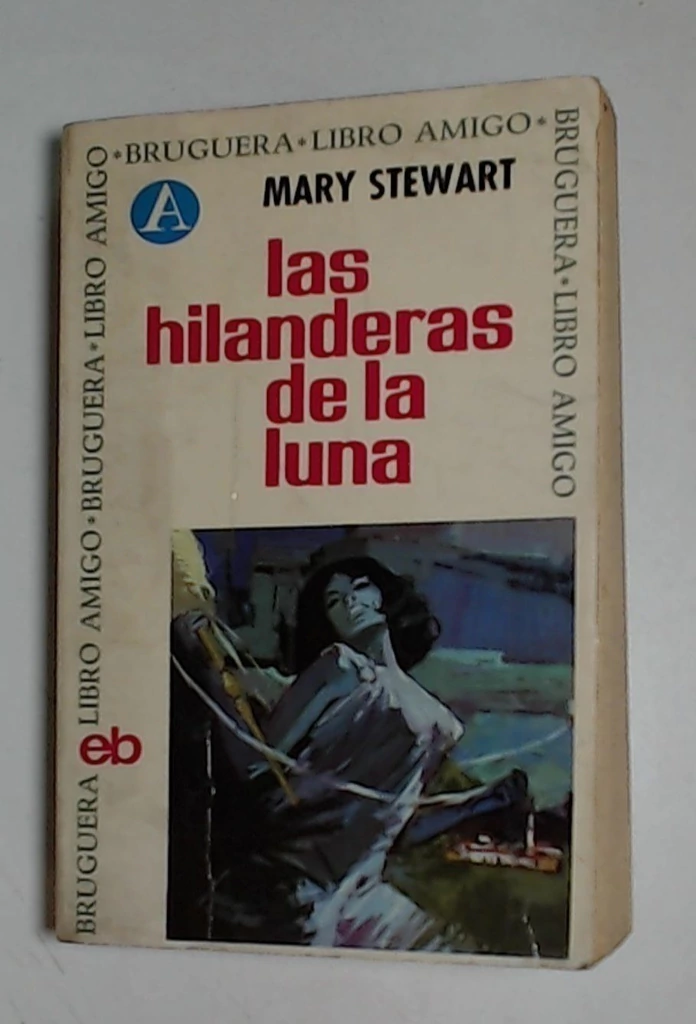 *BRUGUERA*LIBRO AMIGO*
BRUGUERA*LIBRO AMIGO
BRUGUERA LIBRO AMIGO*BRUGUERA*LIBRO AMIGO
A
MARY STEWART
las
hilanderas
de la
luna
eb